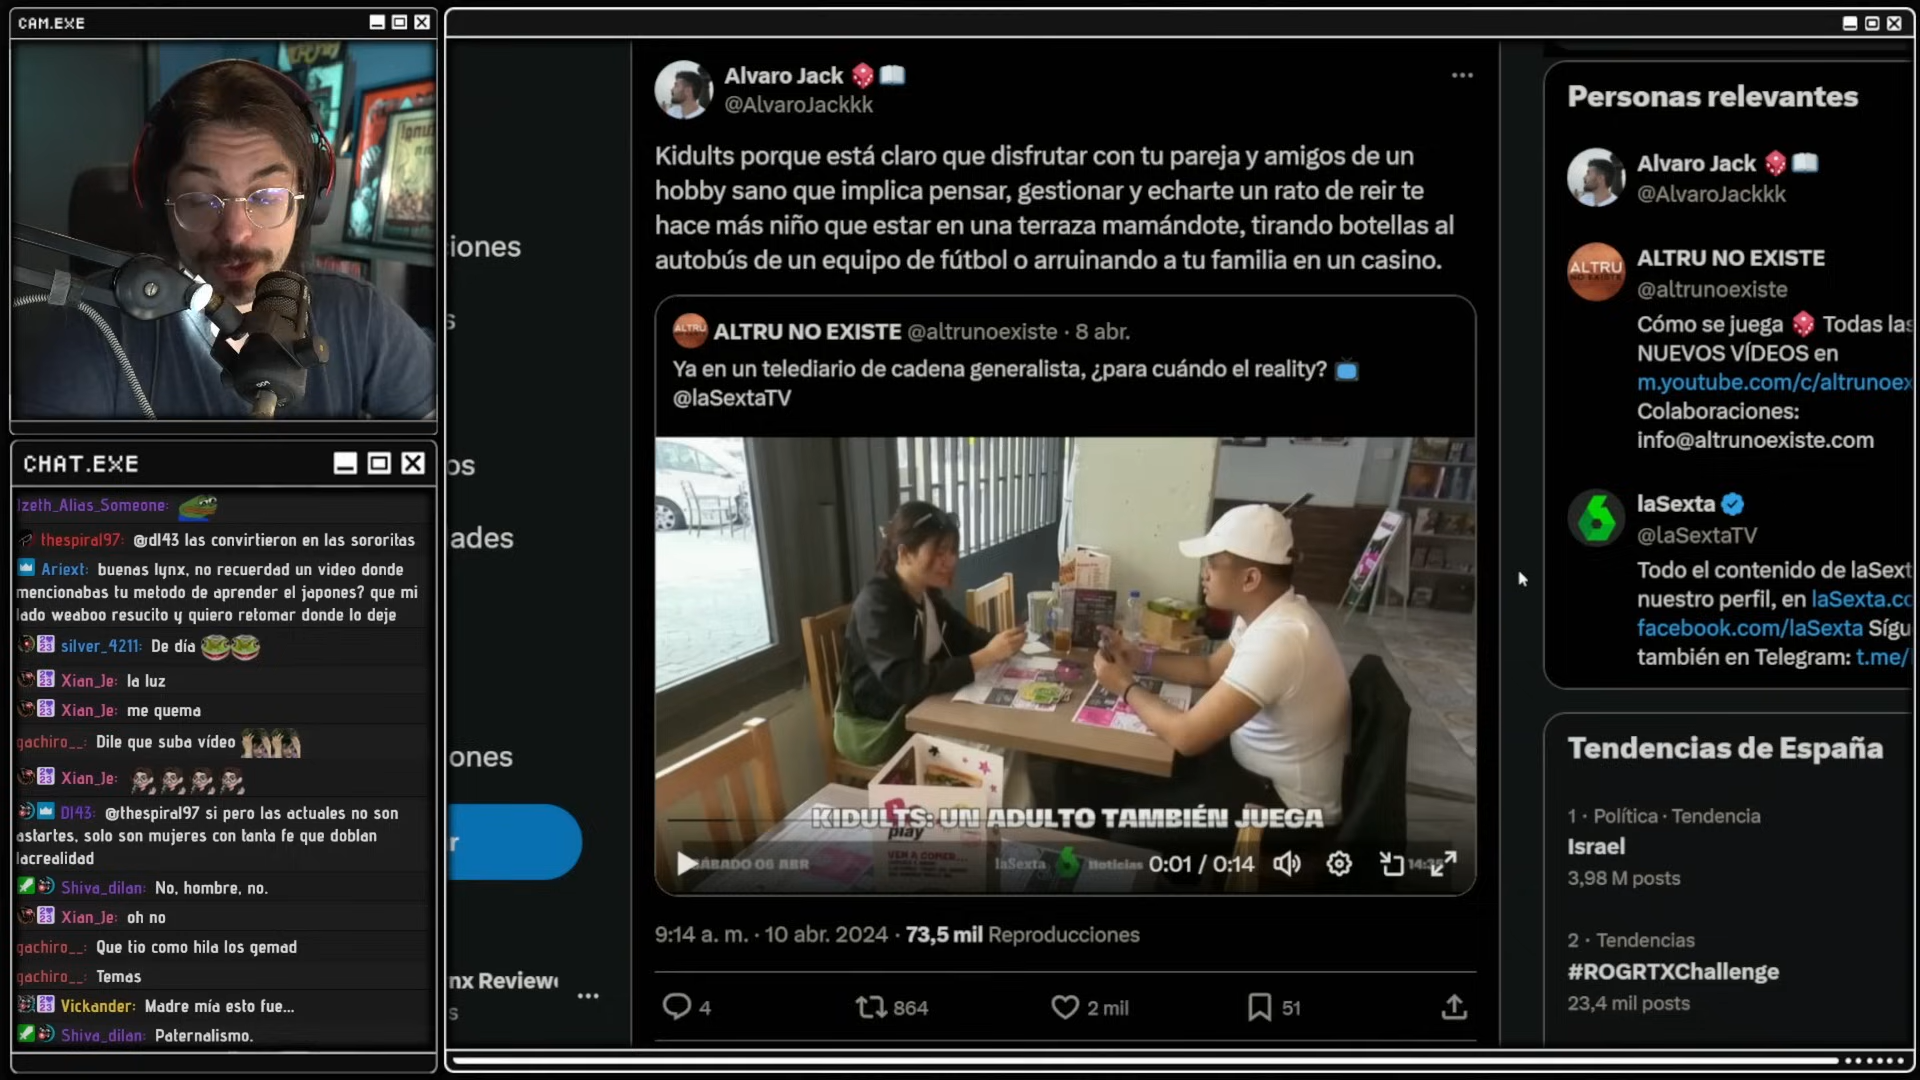 CAM.EXE
CHAT.EXE
Izeth_Alias_Someone:
thespiral97: @dl43 las convirtieron en las sororitas
Ariext: buenas lynx, no recuerdad un video donde
mencionabas tu metodo de aprender el japones? que mi
lado weaboo resucito y quiero retomar donde lo deje
silver_4211: De día
Xian_Je: la luz
Xian_Je: me quema
gachiro__: Dile que suba vídeo
Xian_Je:
Dl43: @thespiral97 si pero las actuales no son
astartes, solo son mujeres con tanta fe que doblan
lacrealidad
Shiva_dilan: No, hombre, no.
Xian_Je: oh no
gachiro__: Que tio como hila los gemad
gachiro__: Temas
Vickander: Madre mía esto fue...
Shiva_dilan: Paternalismo.
ciones
s
os
ades
ones
r
nx Review
s
Alvaro Jack
@AlvaroJackkk
Kidults porque está claro que disfrutar con tu pareja y amigos de un
hobby sano que implica pensar, gestionar y echarte un rato de reir te
hace más niño que estar en una terraza mamándote, tirando botellas al
autobús de un equipo de fútbol o arruinando a tu familia en un casino.
ALTRU NO EXISTE @altrunoexiste · 8 abr.
Ya en un telediario de cadena generalista, ¿para cuándo el reality?
@laSextaTV
KIDULTS: UN ADULTO TAMBIÉN JUEGA
play
VEN A COMER...
SÁBADO 06 ABR
laSexta Noticias
0:01 / 0:14
9:14 a. m. · 10 abr. 2024 · 73,5 mil Reproducciones
4 864 2 mil 51
Personas relevantes
Alvaro Jack
@AlvaroJackkk
ALTRU NO EXISTE
@altrunoexiste
Cómo se juega Todas las
NUEVOS VÍDEOS en
m.youtube.com/c/altrunoex
Colaboraciones:
info@altrunoexiste.com
laSexta
@laSextaTV
Todo el contenido de laSext
nuestro perfil, en laSexta.co
facebook.com/laSexta Sígu
también en Telegram: t.me/
Tendencias de España
1 · Política · Tendencia
Israel
3,98 M posts
2 · Tendencias
#ROGRTXChallenge
23,4 mil posts